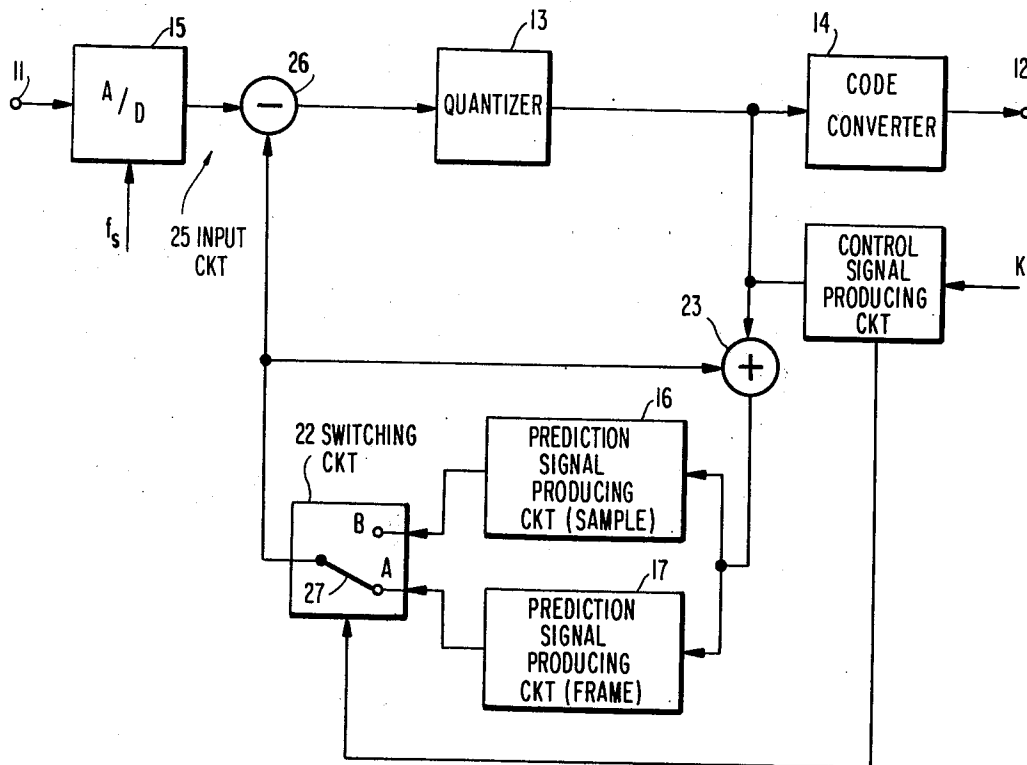 15
11
A/D
26
13
QUANTIZER
14
CODE
CONVERTER
12
fs
25 INPUT
CKT
CONTROL
SIGNAL
PRODUCING
CKT
K
23
16
PREDICTION
SIGNAL
PRODUCING
CKT (SAMPLE)
22 SWITCHING
CKT
B
A
27
17
PREDICTION
SIGNAL
PRODUCING
CKT (FRAME)